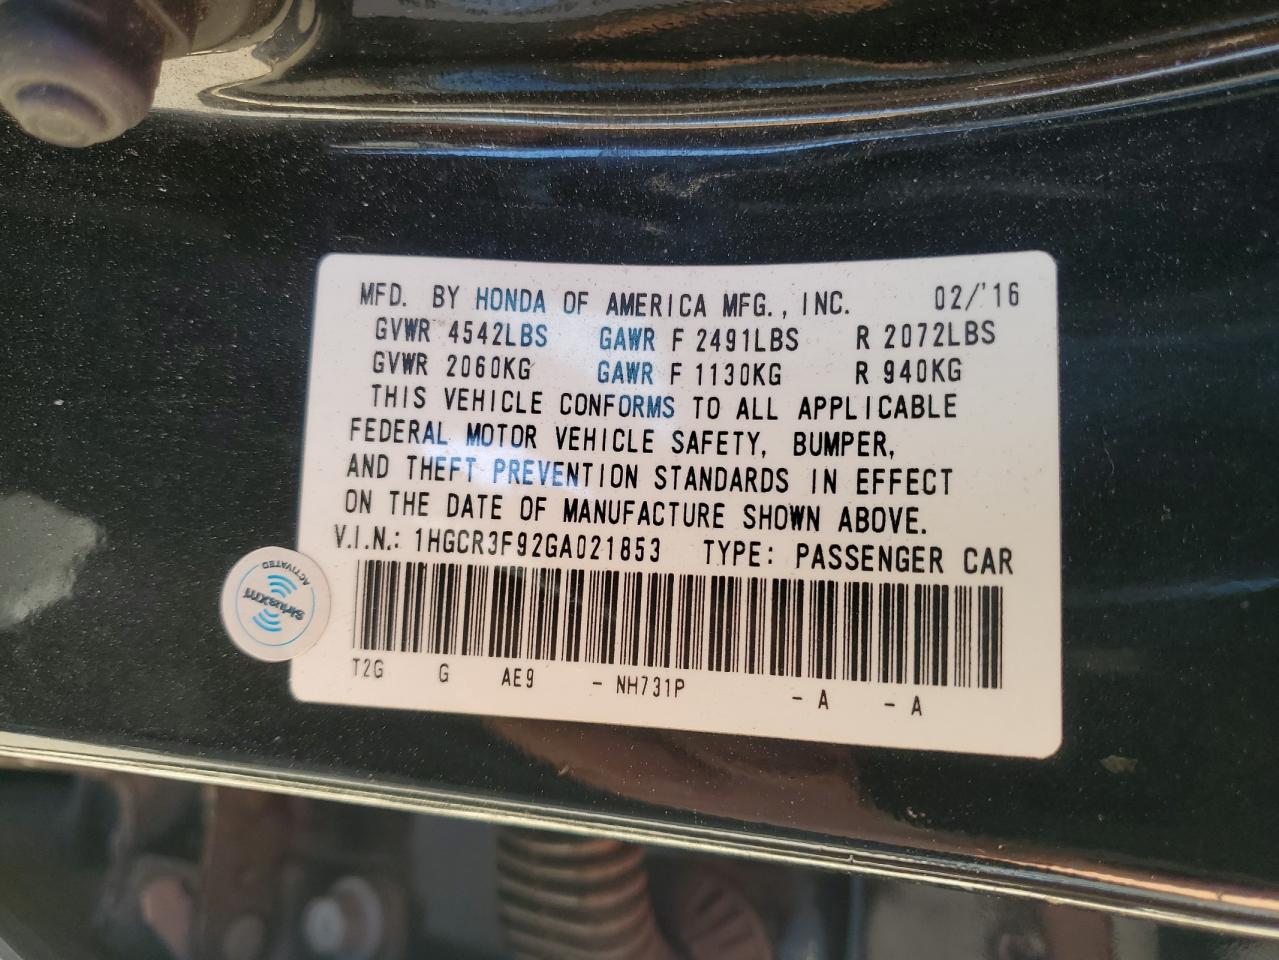 MFD. BY HONDA OF AMERICA MFG., INC. 02/'16
GVWR 4542LBS GAWR F 2491LBS R 2072LBS
GVWR 2060KG GAWR F 1130KG R 940KG
THIS VEHICLE CONFORMS TO ALL APPLICABLE
FEDERAL MOTOR VEHICLE SAFETY, BUMPER,
AND THEFT PREVENTION STANDARDS IN EFFECT
ON THE DATE OF MANUFACTURE SHOWN ABOVE.
V.I.N.: 1HGCR3F92GA021853 TYPE: PASSENGER CAR
T2G G AE9 - NH731P - A - A
siriusxm
ACTIVATED